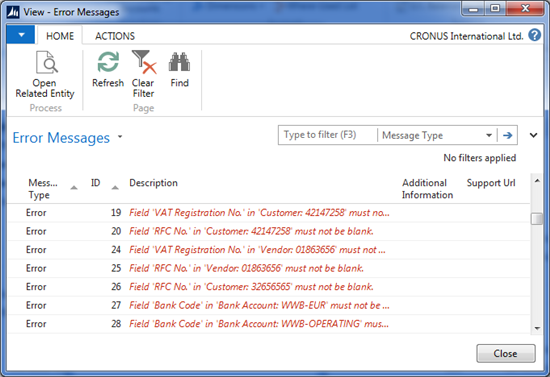 View - Error Messages
HOME ACTIONS CRONUS International Ltd. ?
Open Related Entity
Refresh
Clear Filter
Find
Process Page
Error Messages Type to filter (F3) Message Type
No filters applied
Mess... Type ID Description Additional Information Support Url
Error 19 Field 'VAT Registration No.' in 'Customer: 42147258' must no...
Error 20 Field 'RFC No.' in 'Customer: 42147258' must not be blank.
Error 24 Field 'VAT Registration No.' in 'Vendor: 01863656' must not ...
Error 25 Field 'RFC No.' in 'Vendor: 01863656' must not be blank.
Error 26 Field 'RFC No.' in 'Customer: 32656565' must not be blank.
Error 27 Field 'Bank Code' in 'Bank Account: WWB-EUR' must not be ...
Error 28 Field 'Bank Code' in 'Bank Account: WWB-OPERATING' mus...
Close